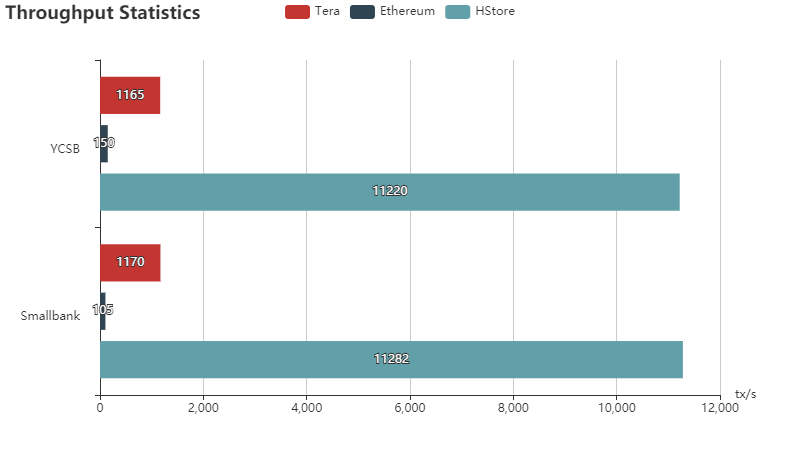 Throughput Statistics
Tera Ethereum HStore
1165
150
YCSB
11220
1170
105
Smallbank
11282
tx/s
0 2,000 4,000 6,000 8,000 10,000 12,000